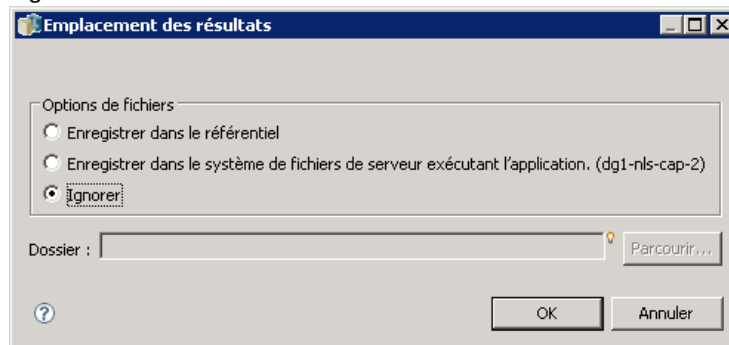 Emplacement des résultats
Options de fichiers
Enregistrer dans le référentiel
Enregistrer dans le système de fichiers de serveur exécutant l'application. (dg1-nls-cap-2)
Ignorer
Dossier :
Parcourir...
?
OK
Annuler